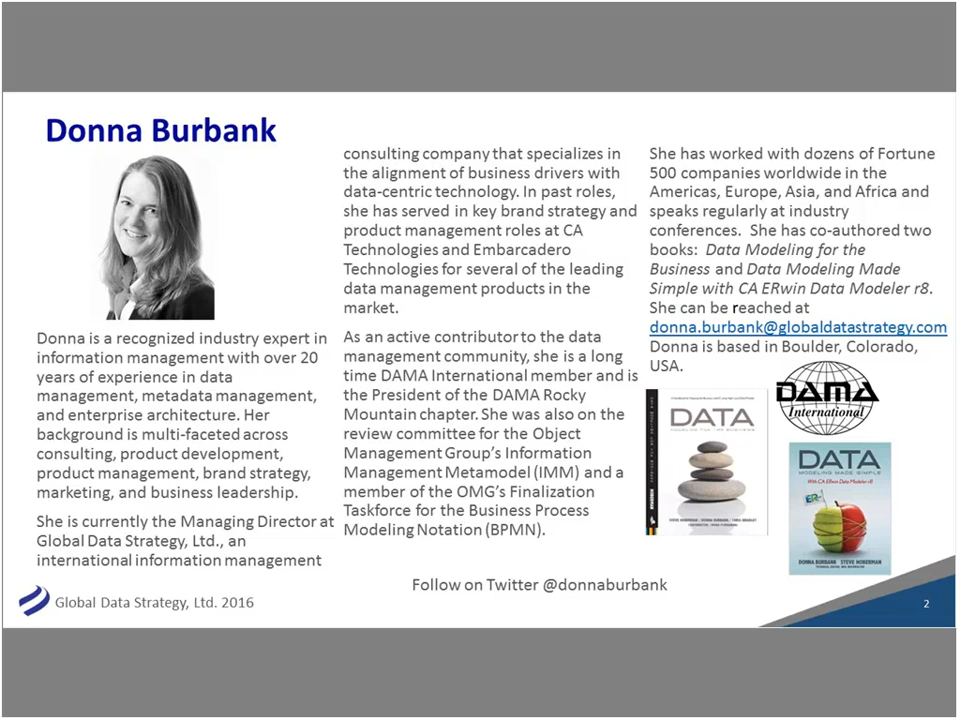 Donna Burbank
Donna is a recognized industry expert in
information management with over 20
years of experience in data
management, metadata management,
and enterprise architecture. Her
background is multi-faceted across
consulting, product development,
product management, brand strategy,
marketing, and business leadership.
She is currently the Managing Director at
Global Data Strategy, Ltd., an
international information management
consulting company that specializes in
the alignment of business drivers with
data-centric technology. In past roles,
she has served in key brand strategy and
product management roles at CA
Technologies and Embarcadero
Technologies for several of the leading
data management products in the
market.
As an active contributor to the data
management community, she is a long
time DAMA International member and is
the President of the DAMA Rocky
Mountain chapter. She was also on the
review committee for the Object
Management Group's Information
Management Metamodel (IMM) and a
member of the OMG's Finalization
Taskforce for the Business Process
Modeling Notation (BPMN).
She has worked with dozens of Fortune
500 companies worldwide in the
Americas, Europe, Asia, and Africa and
speaks regularly at industry
conferences. She has co-authored two
books: Data Modeling for the
Business and Data Modeling Made
Simple with CA ERwin Data Modeler r8.
She can be reached at
donna.burbank@globaldatastrategy.com
Donna is based in Boulder, Colorado,
USA.
DAMA
International
DATA
MODELING FOR THE BUSINESS
STEVE HOBERMAN DONNA BURBANK CHRIS BRADLEY
DATA
MODELING MADE SIMPLE
With CA ERwin Data Modeler r8
ER
DONNA BURBANK STEVE HOBERMAN
Follow on Twitter @donnaburbank
Global Data Strategy, Ltd. 2016
2